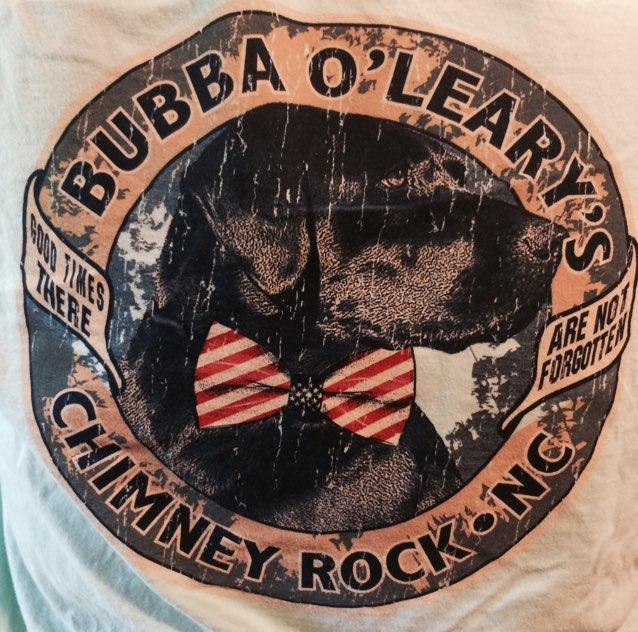 BUBBA O'LEARY'S
GOOD TIMES
THERE
ARE NOT
FORGOTTEN
CHIMNEY ROCK • NC